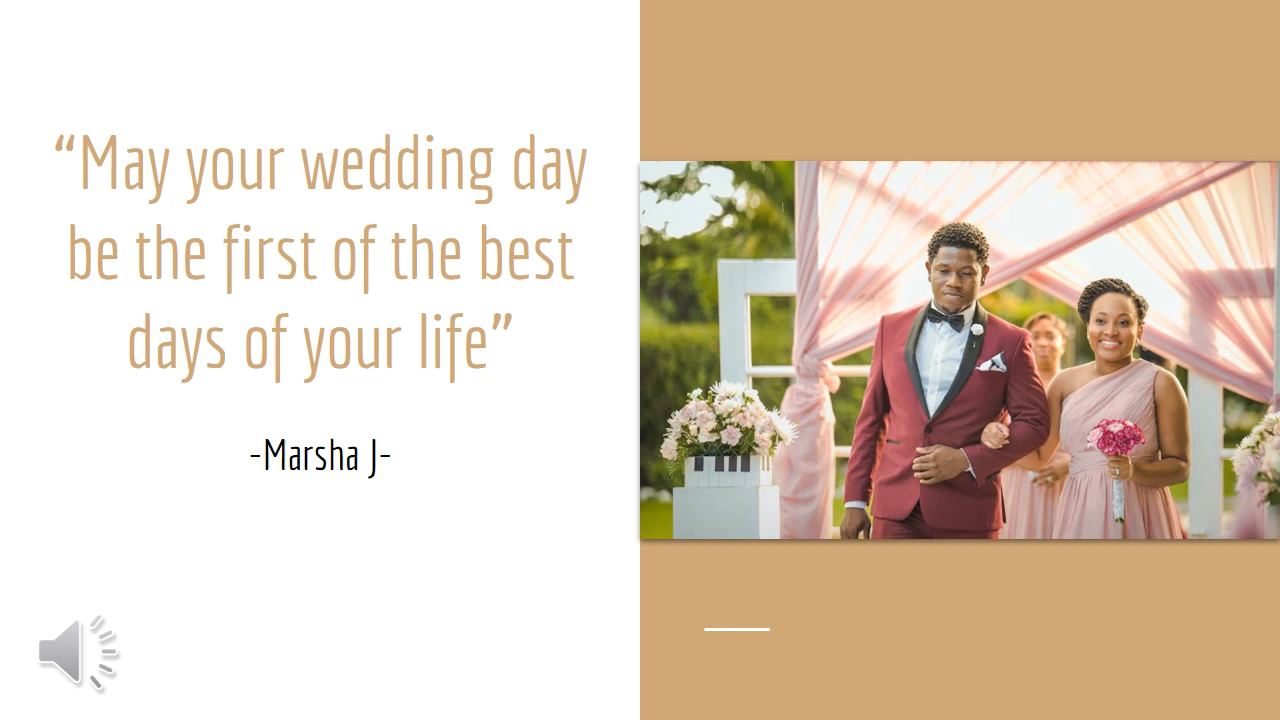 “May your wedding day
be the first of the best
days of your life”
-Marsha J-